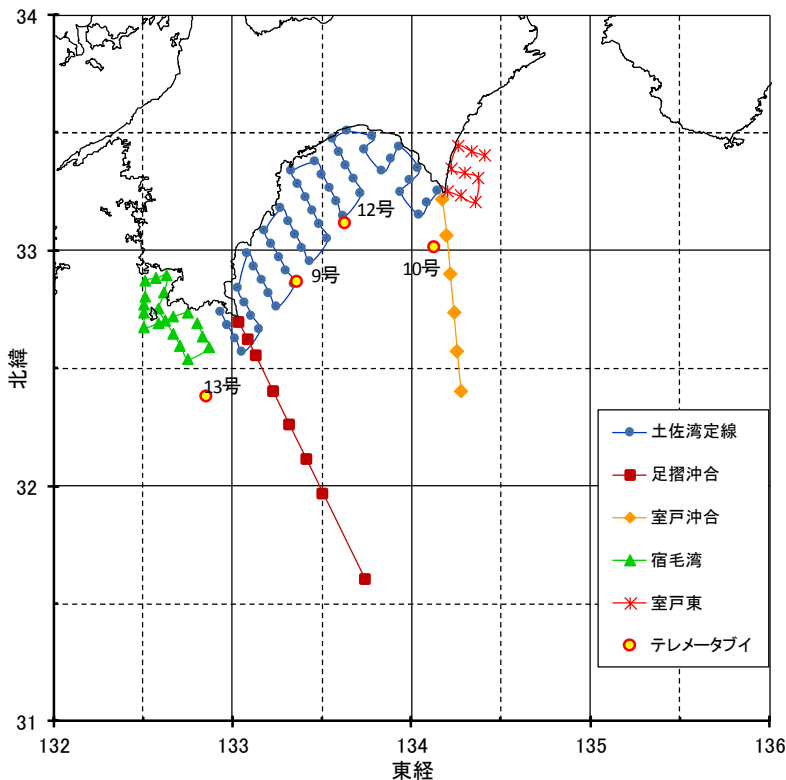 34
33
32
31
北緯
12号
9号
10号
13号
土佐湾定線
足摺沖合
室戸沖合
宿毛湾
室戸東
テレメータブイ
132
133
134
135
136
東経